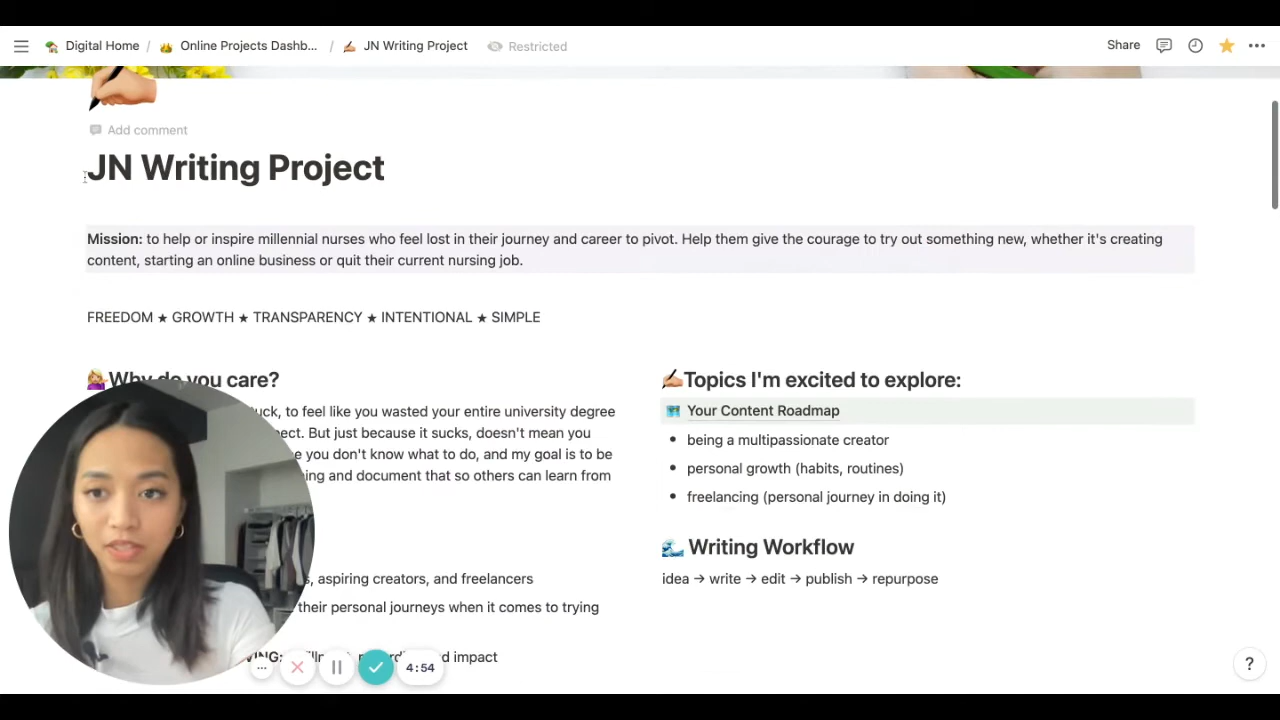 Digital Home / Online Projects Dashb... / JN Writing Project Restricted
Share
Add comment
JN Writing Project
Mission: to help or inspire millennial nurses who feel lost in their journey and career to pivot. Help them give the courage to try out something new, whether it's creating
content, starting an online business or quit their current nursing job.
FREEDOM ★ GROWTH ★ TRANSPARENCY ★ INTENTIONAL ★ SIMPLE
Why do you care?
to feel like you wasted your entire university degree
But just because it sucks, doesn't mean you
you don't know what to do, and my goal is to be
and document that so others can learn from
aspiring creators, and freelancers
their personal journeys when it comes to trying
impact
Topics I'm excited to explore:
Your Content Roadmap
• being a multipassionate creator
• personal growth (habits, routines)
• freelancing (personal journey in doing it)
Writing Workflow
idea → write → edit → publish → repurpose
4:54
?